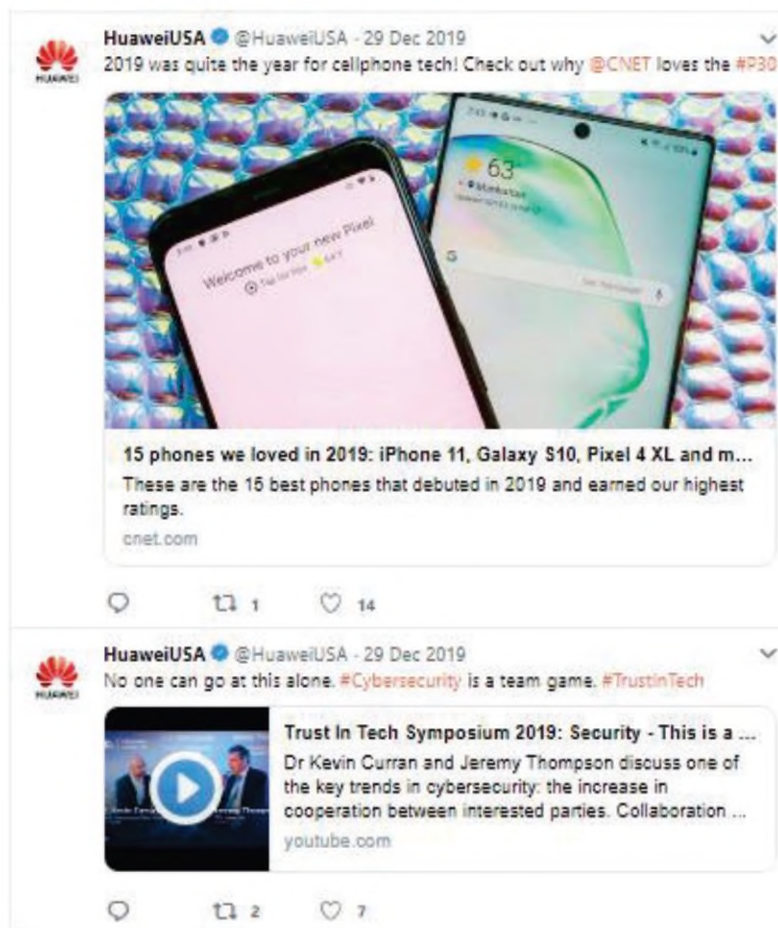 HuaweiUSA @HuaweiUSA · 29 Dec 2019
2019 was quite the year for cellphone tech! Check out why @CNET loves the #P30
HUAWEI
63°
Welcome to your new Pixel
15 phones we loved in 2019: iPhone 11, Galaxy S10, Pixel 4 XL and m...
These are the 15 best phones that debuted in 2019 and earned our highest
ratings.
cnet.com
1 14
HuaweiUSA @HuaweiUSA · 29 Dec 2019
No one can go at this alone. #Cybersecurity is a team game. #TrustinTech
HUAWEI
Trust In Tech Symposium 2019: Security - This is a ...
Dr Kevin Curran and Jeremy Thompson discuss one of
the key trends in cybersecurity: the increase in
cooperation between interested parties. Collaboration ...
youtube.com
2 7